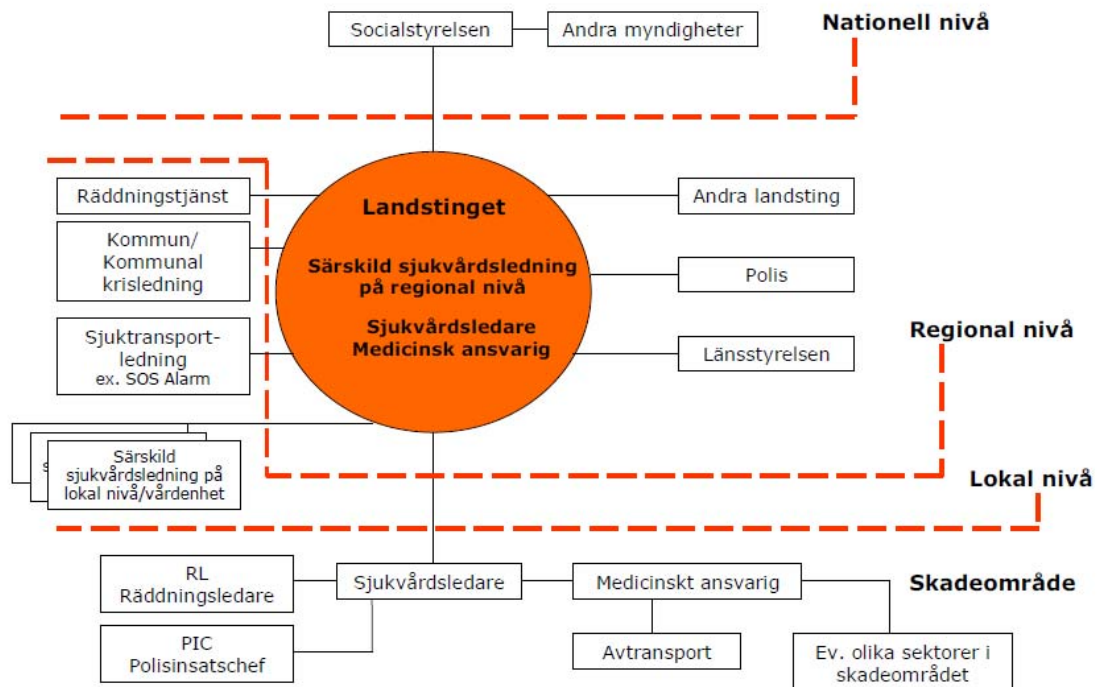 Socialstyrelsen
Andra myndigheter
Nationell nivå
Räddningstjänst
Kommun/
Kommunal
krisledning
Sjuktransport-
ledning
ex. SOS Alarm
Landstinget
Särskild sjukvårdsledning
på regional nivå
Sjukvårdsledare
Medicinsk ansvarig
Andra landsting
Polis
Länsstyrelsen
Regional nivå
Särskild
sjukvårdsledning på
lokal nivå/vårdenhet
Lokal nivå
RL
Räddningsledare
Sjukvårdsledare
Medicinskt ansvarig
Skadeområde
PIC
Polisinsatschef
Avtransport
Ev. olika sektorer i
skadeområdet